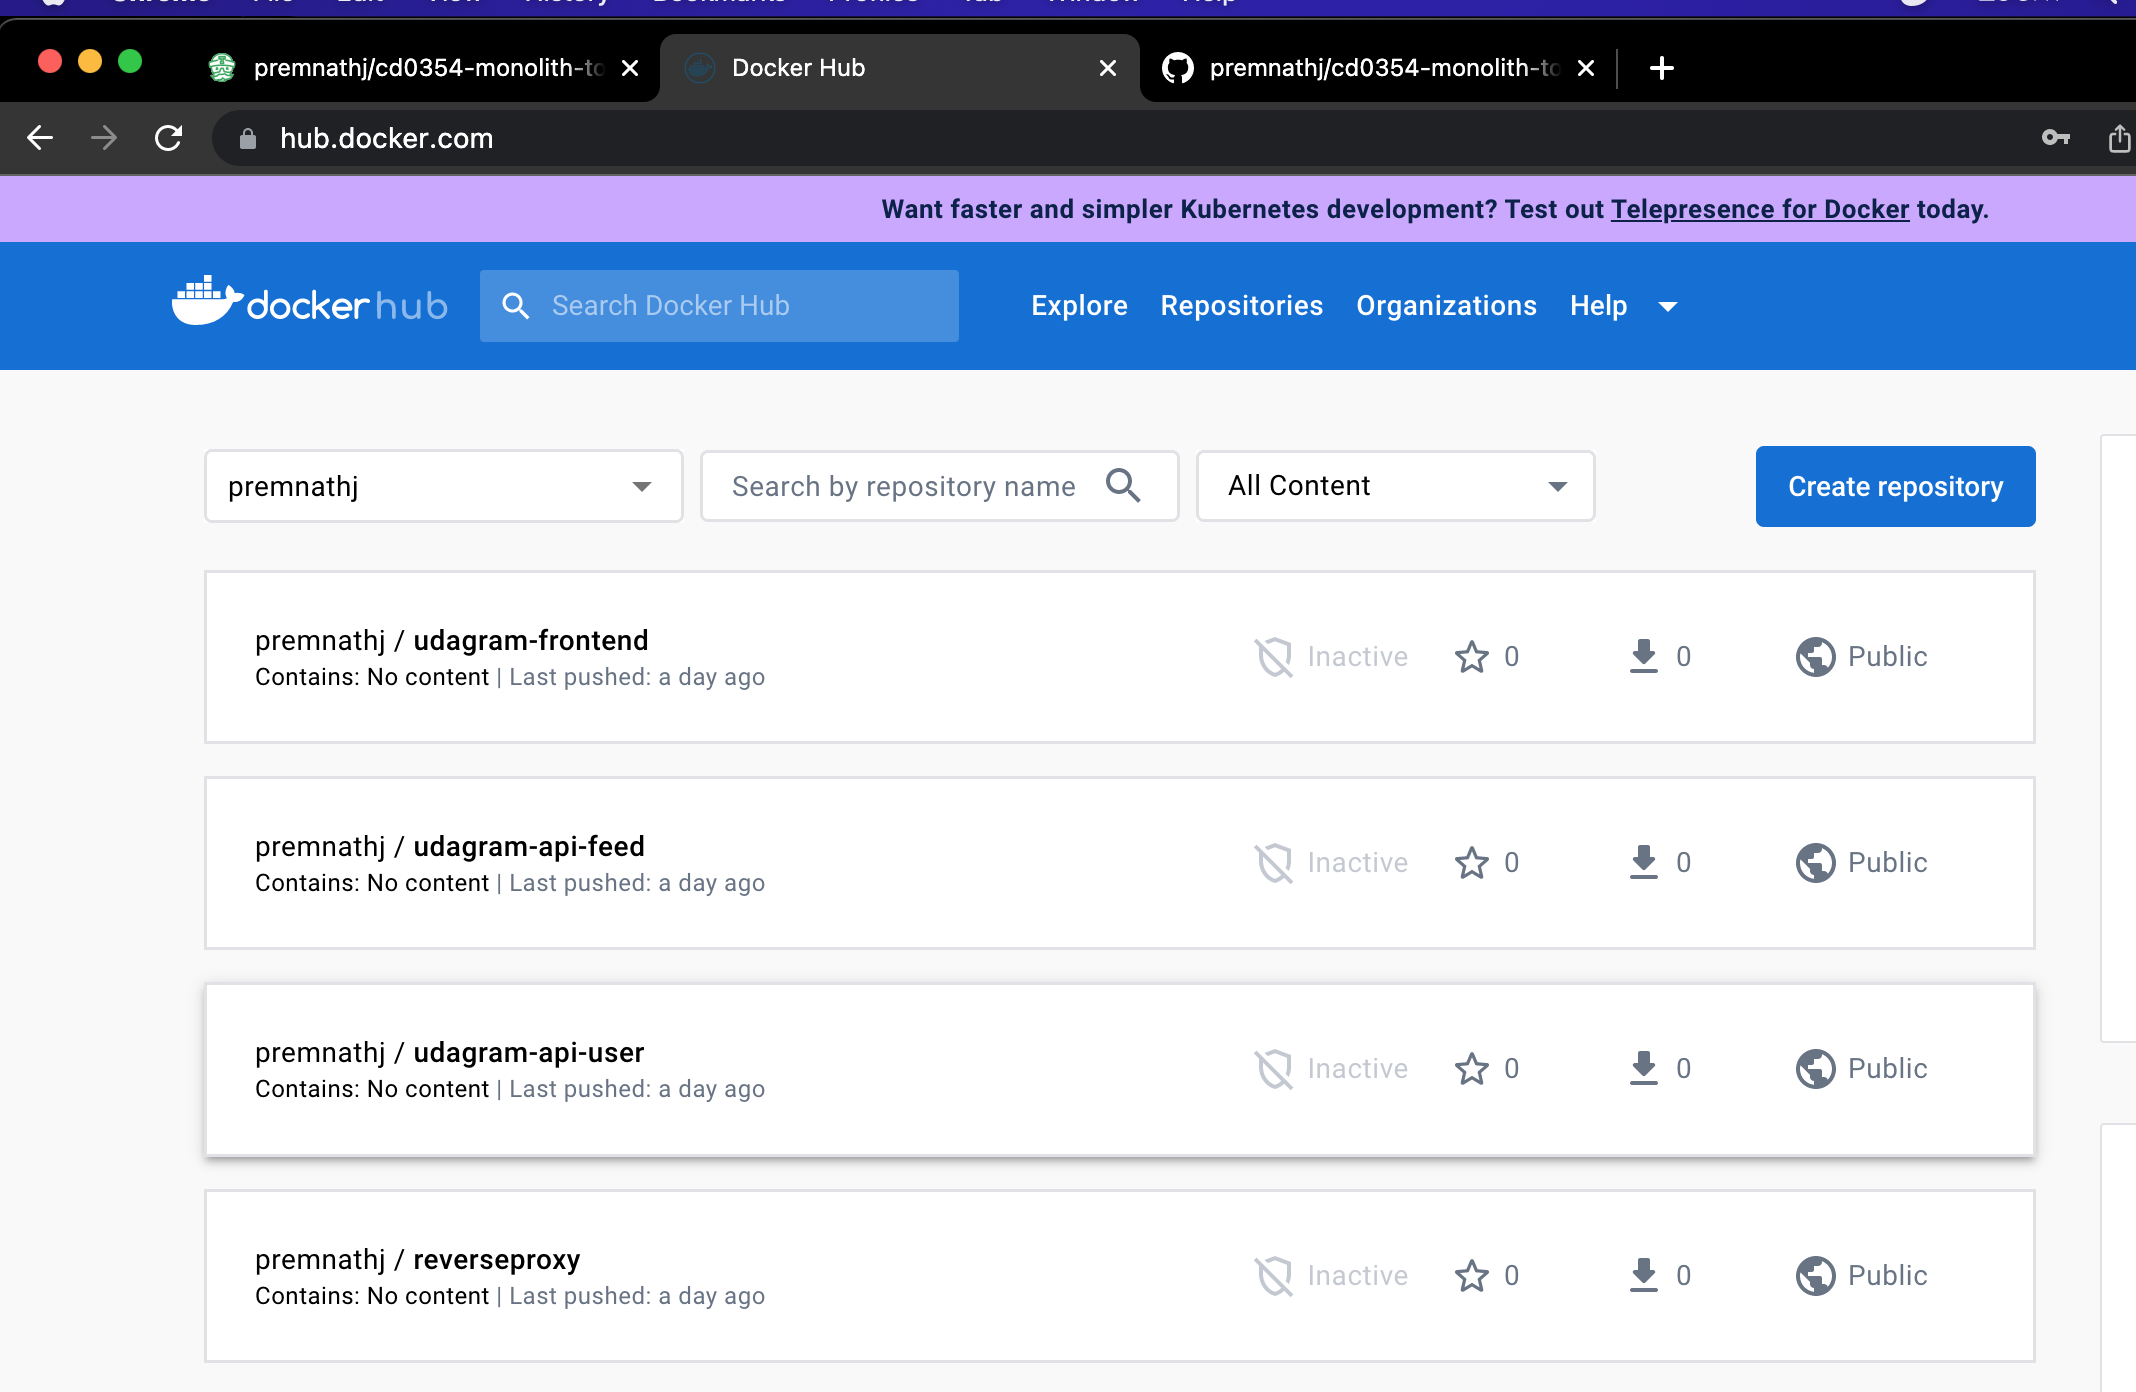 premnathj/cd0354-monolith-to
Docker Hub
premnathj/cd0354-monolith-to
hub.docker.com
Want faster and simpler Kubernetes development? Test out Telepresence for Docker today.
docker hub
Search Docker Hub
Explore
Repositories
Organizations
Help
premnathj
Search by repository name
All Content
Create repository
premnathj / udagram-frontend
Contains: No content | Last pushed: a day ago
Inactive
0
0
Public
premnathj / udagram-api-feed
Contains: No content | Last pushed: a day ago
Inactive
0
0
Public
premnathj / udagram-api-user
Contains: No content | Last pushed: a day ago
Inactive
0
0
Public
premnathj / reverseproxy
Contains: No content | Last pushed: a day ago
Inactive
0
0
Public